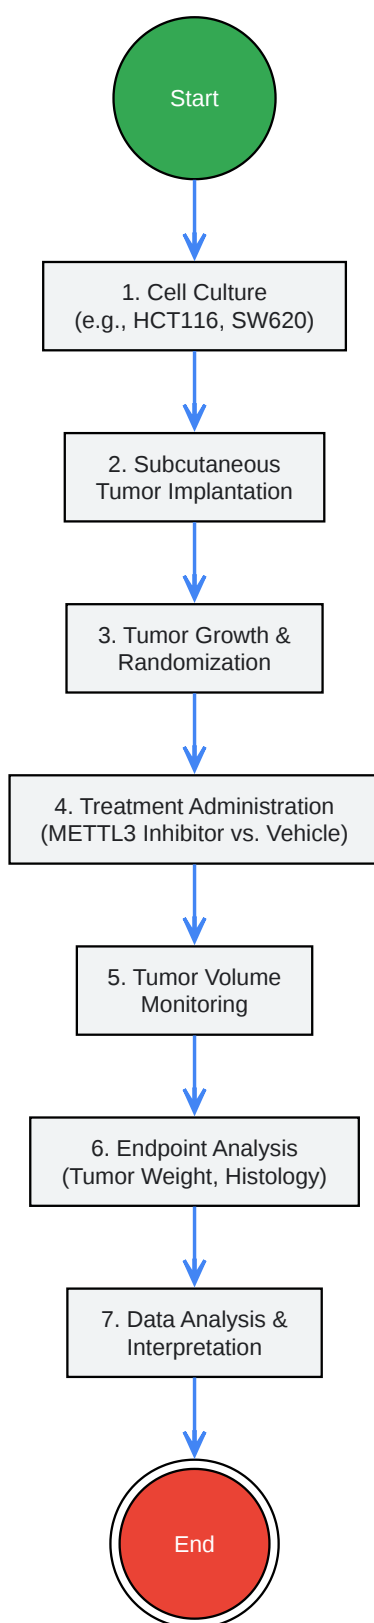 Start
1. Cell Culture
(e.g., HCT116, SW620)
2. Subcutaneous
Tumor Implantation
3. Tumor Growth &
Randomization
4. Treatment Administration
(METTL3 Inhibitor vs. Vehicle)
5. Tumor Volume
Monitoring
6. Endpoint Analysis
(Tumor Weight, Histology)
7. Data Analysis &
Interpretation
End